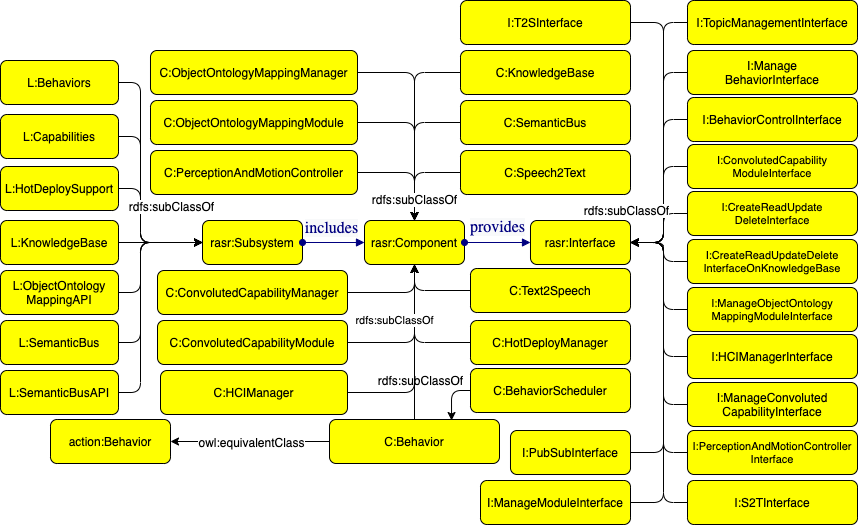 I:T2SInterface
I:TopicManagementInterface
C:ObjectOntologyMappingManager
C:KnowledgeBase
I:Manage
BehaviorInterface
L:Behaviors
C:ObjectOntologyMappingModule
C:SemanticBus
I:BehaviorControlInterface
L:Capabilities
C:PerceptionAndMotionController
C:Speech2Text
I:ConvolutedCapability
ModuleInterface
L:HotDeploySupport
rdfs:subClassOf
rdfs:subClassOf
rdfs:subClassOf
I:CreateReadUpdate
DeleteInterface
L:KnowledgeBase
rasr:Subsystem
includes
rasr:Component
provides
rasr:Interface
I:CreateReadUpdateDelete
InterfaceOnKnowledgeBase
L:ObjectOntology
MappingAPI
C:ConvolutedCapabilityManager
C:Text2Speech
I:ManageObjectOntology
MappingModuleInterface
rdfs:subClassOf
L:SemanticBus
C:ConvolutedCapabilityModule
C:HotDeployManager
I:HCIManagerInterface
L:SemanticBusAPI
C:HCIManager
rdfs:subClassOf
C:BehaviorScheduler
I:ManageConvoluted
CapabilityInterface
action:Behavior
owl:equivalentClass
C:Behavior
I:PubSubInterface
I:PerceptionAndMotionController
Interface
I:ManageModuleInterface
I:S2TInterface